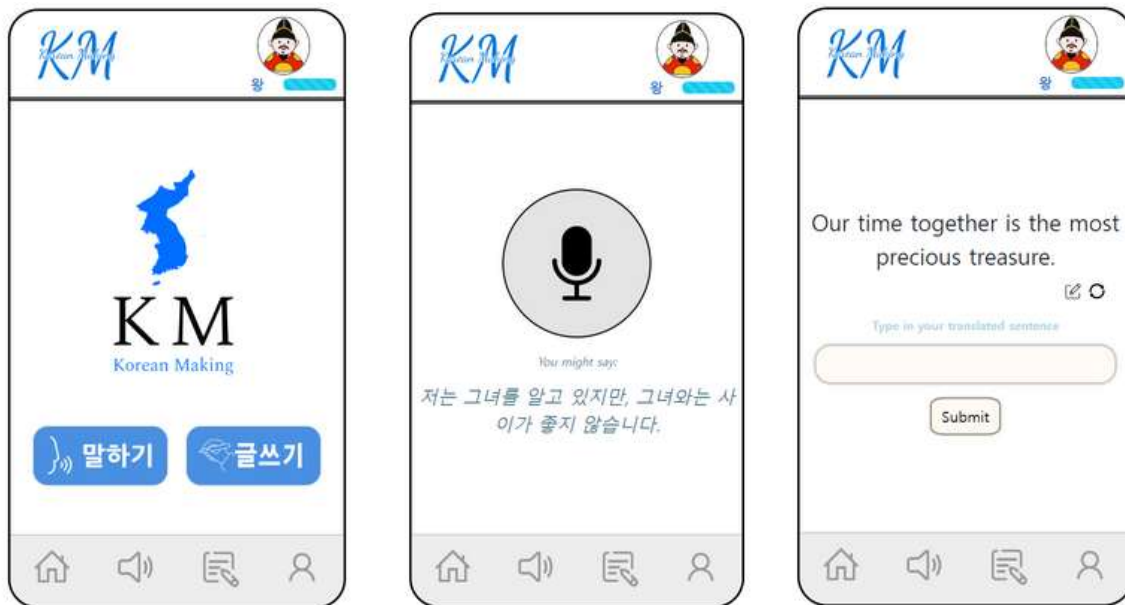 KM
Korean Making
왕
KM
Korean Making
말하기
글쓰기
KM
Korean Making
왕
You might say:
저는 그녀를 알고 있지만, 그녀와는 사
이가 좋지 않습니다.
KM
Korean Making
왕
Our time together is the most
precious treasure.
Type in your translated sentence
Submit